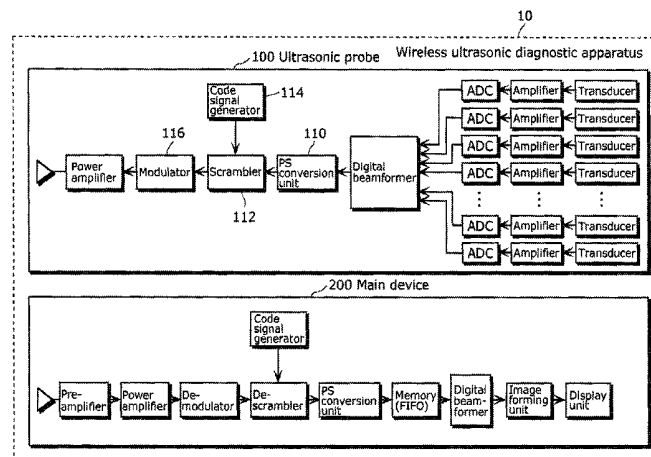 10
100 Ultrasonic probe
Wireless ultrasonic diagnostic apparatus
Code
signal
generator
114
ADC Amplifier Transducer
ADC Amplifier Transducer
ADC Amplifier Transducer
ADC Amplifier Transducer
ADC Amplifier Transducer
ADC Amplifier Transducer
Digital
beamformer
110
PS
conversion
unit
Scrambler
112
116
Modulator
Power
amplifier
200 Main device
Code
signal
generator
Pre-
amplifier
Power
amplifier
De-
modulator
De-
scrambler
PS
conversion
unit
Memory
(FIFO)
Digital
beam-
former
Image
forming
unit
Display
unit